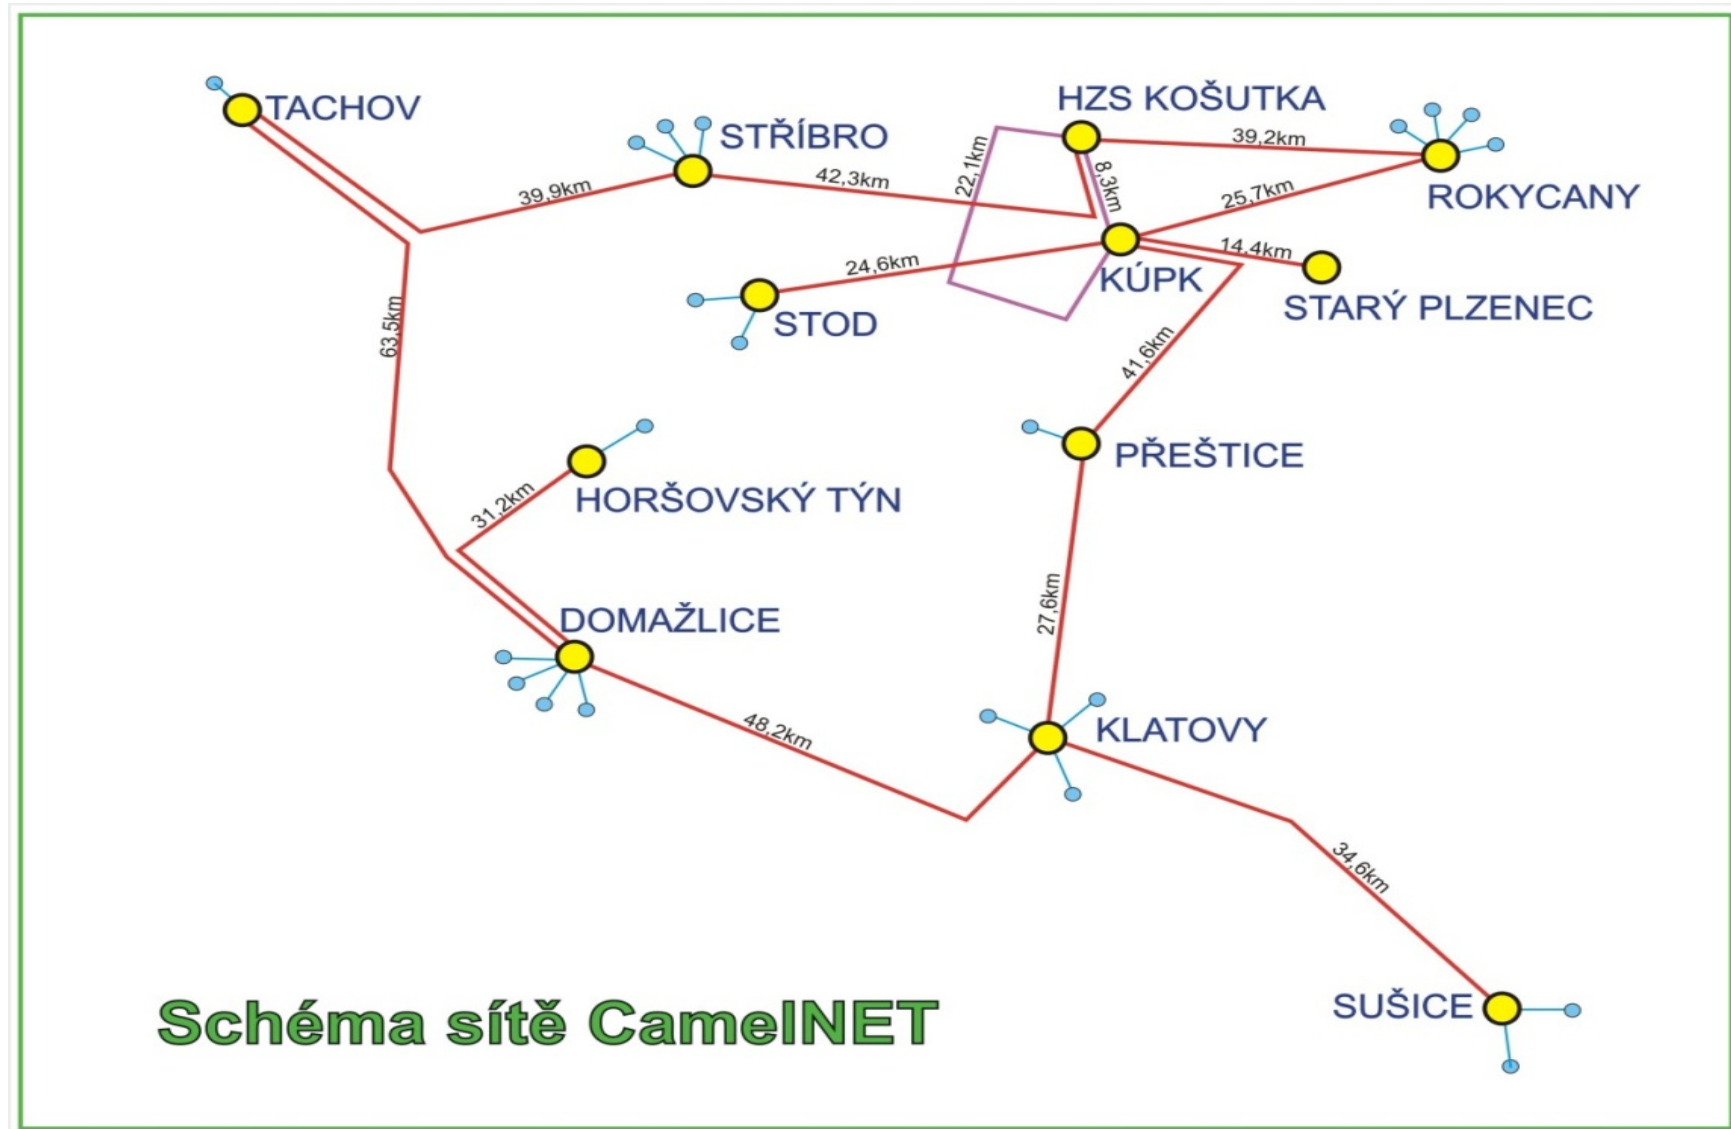 TACHOV
STŘÍBRO
HZS KOŠUTKA
ROKYCANY
39,2km
22,1km
8,3km
39,9km
42,3km
25,7km
14,4km
24,6km
KÚPK
STARÝ PLZENEC
STOD
63,5km
41,6km
PŘEŠTICE
HORŠOVSKÝ TÝN
31,2km
27,6km
DOMAŽLICE
48,2km
KLATOVY
34,6km
SUŠICE
Schéma sítě CamelNET